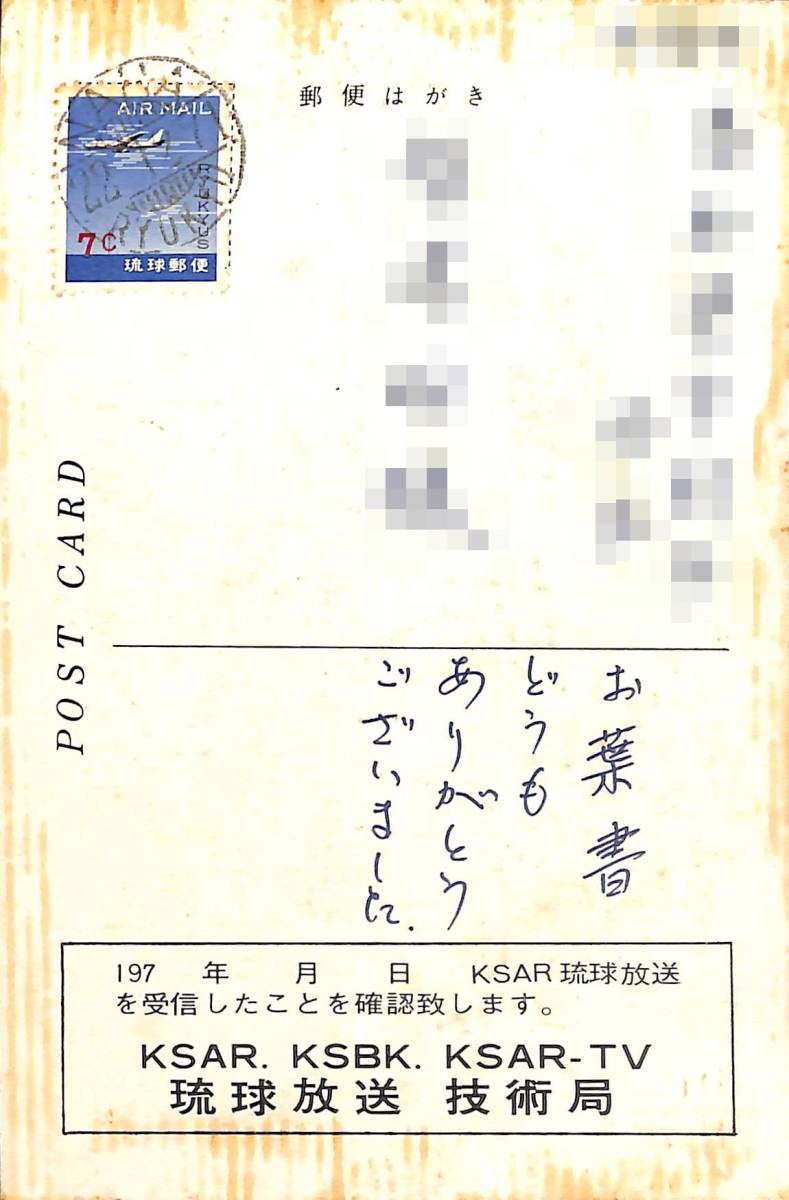 郵便はがき
AIR MAIL
RYUKYUS
7¢
琉球郵便
POST CARD
お葉書
どうも
ありがとう
ございました.
197 年 月 日 KSAR 琉球放送
を受信したことを確認致します。
KSAR. KSBK. KSAR-TV
琉球放送 技術局